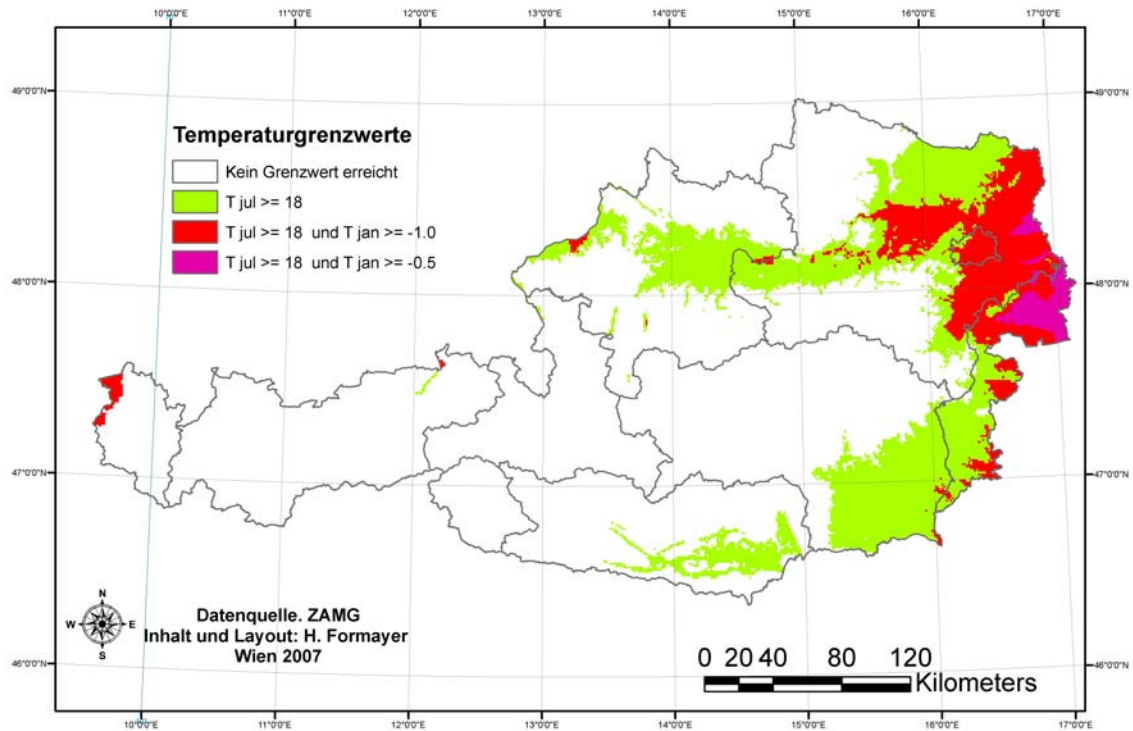 10°0'0"E 11°0'0"E 12°0'0"E 13°0'0"E 14°0'0"E 15°0'0"E 16°0'0"E 17°0'0"E
49°0'0"N 49°0'0"N
Temperaturgrenzwerte
Kein Grenzwert erreicht
T jul >= 18
T jul >= 18 und T jan >= -1.0
T jul >= 18 und T jan >= -0.5
48°0'0"N 48°0'0"N
47°0'0"N 47°0'0"N
N
W E
S
Datenquelle. ZAMG
Inhalt und Layout: H. Formayer
Wien 2007
0 20 40 80 120
Kilometers
46°0'0"N 46°0'0"N
10°0'0"E 11°0'0"E 12°0'0"E 13°0'0"E 14°0'0"E 15°0'0"E 16°0'0"E 17°0'0"E